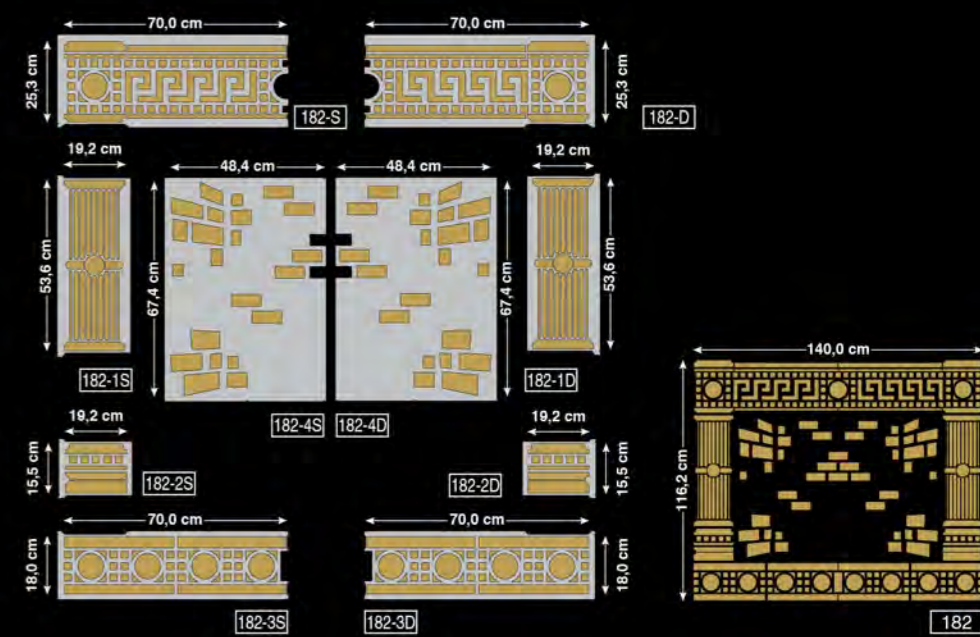 70,0 cm 70,0 cm
25,3 cm 25,3 cm
182-S 182-D
19,2 cm 48,4 cm 48,4 cm 19,2 cm
53,6 cm 67,4 cm 67,4 cm 53,6 cm
182-1S 182-1D
140,0 cm
19,2 cm 182-4S 182-4D 19,2 cm
15,5 cm 182-2S 182-2D 15,5 cm
116,2 cm
70,0 cm 70,0 cm
18,0 cm 18,0 cm
182-3S 182-3D 182